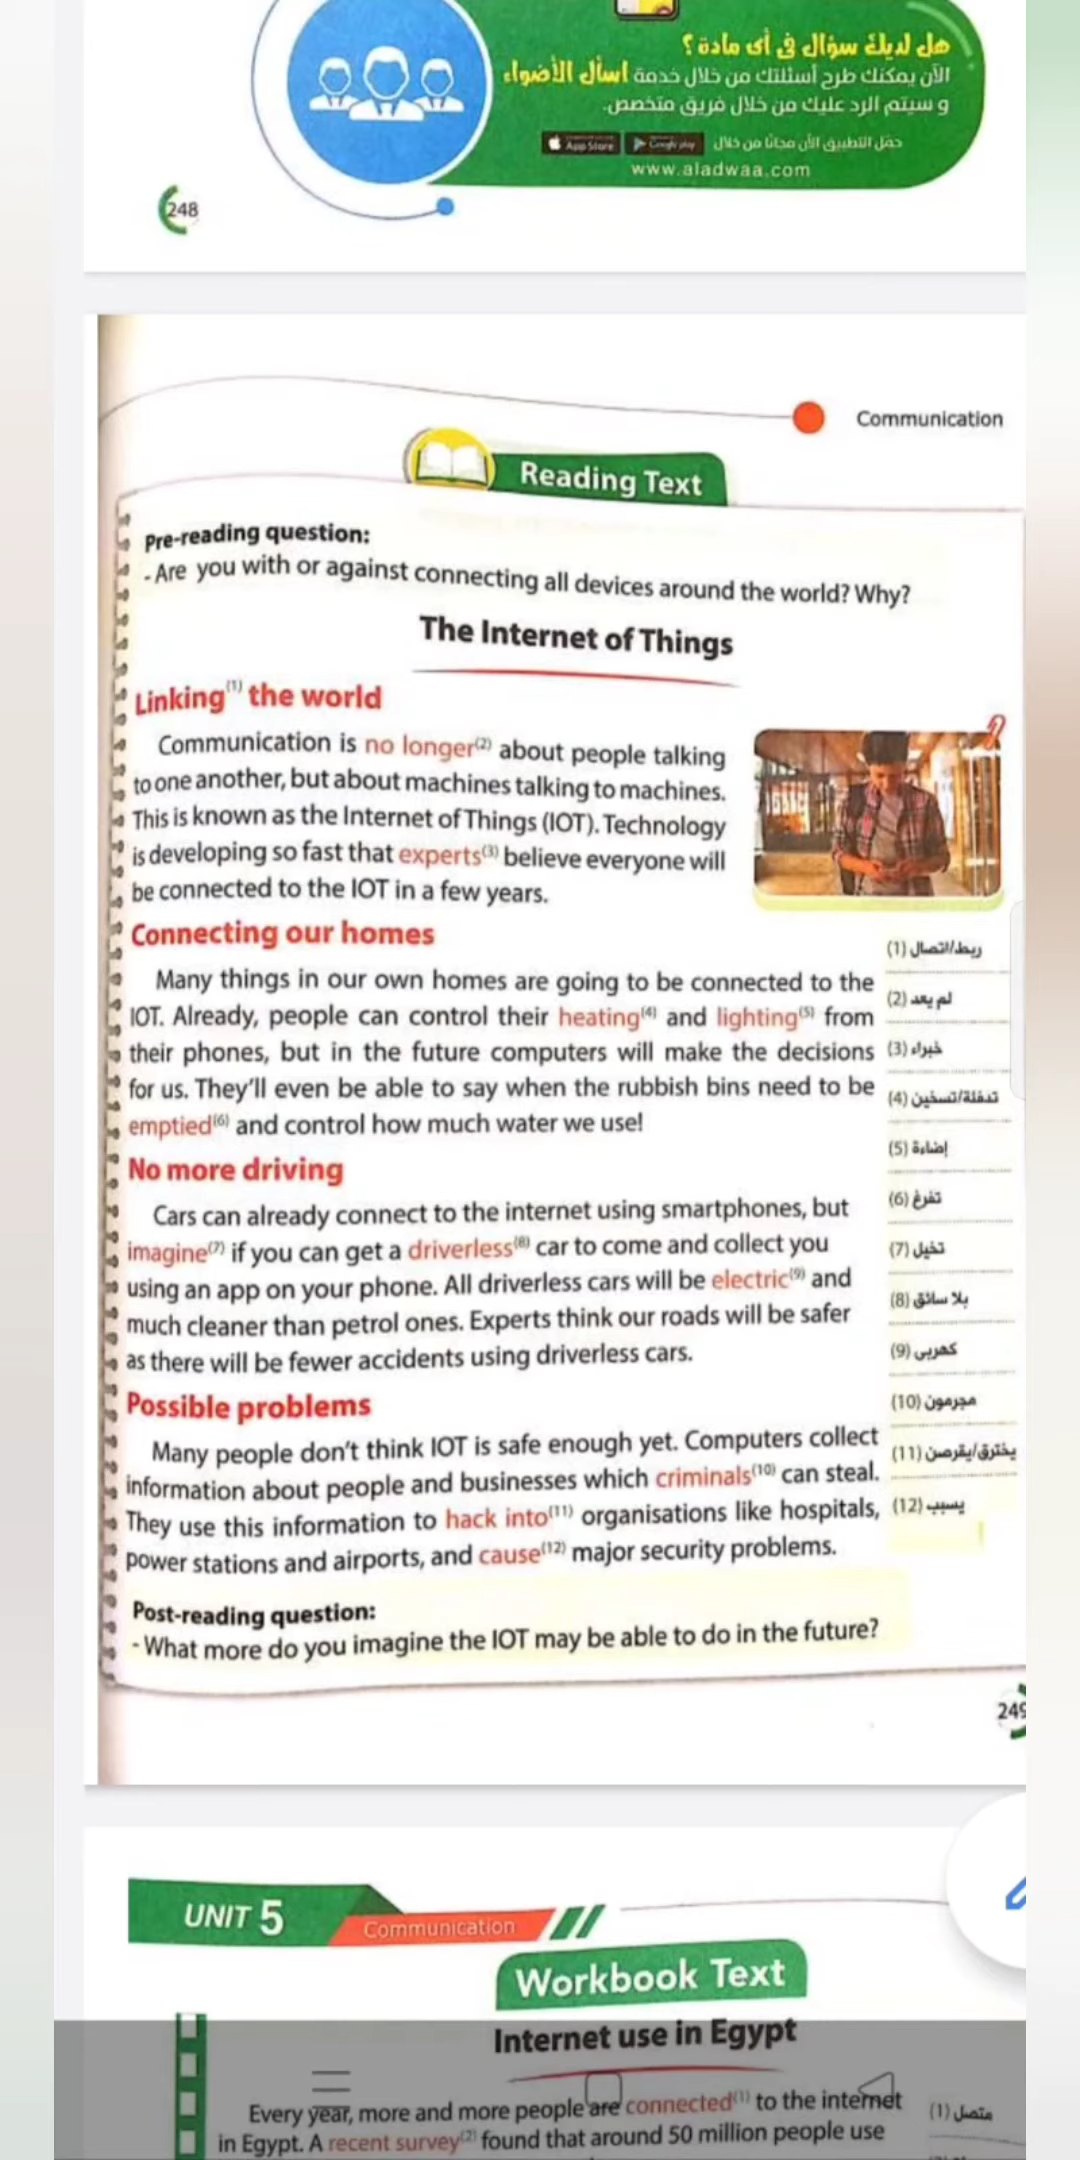 هل لديك سؤال في أى مادة ؟
الآن يمكنك طرح أسئلتك من خلال خدمة اسأل الأضواء
و سيتم الرد عليك من خلال فريق متخصص.
حمّل التطبيق الآن مجانًا من خلال Google play App Store
www.aladwaa.com
248
Communication
Reading Text
Pre-reading question:
- Are you with or against connecting all devices around the world? Why?
The Internet of Things
Linking(1) the world
Communication is no longer(2) about people talking
to one another, but about machines talking to machines.
This is known as the Internet of Things (IOT). Technology
is developing so fast that experts(3) believe everyone will
be connected to the IOT in a few years.
Connecting our homes
Many things in our own homes are going to be connected to the
IOT. Already, people can control their heating(4) and lighting(5) from
their phones, but in the future computers will make the decisions
for us. They'll even be able to say when the rubbish bins need to be
emptied(6) and control how much water we use!
No more driving
Cars can already connect to the internet using smartphones, but
imagine(7) if you can get a driverless(8) car to come and collect you
using an app on your phone. All driverless cars will be electric(9) and
much cleaner than petrol ones. Experts think our roads will be safer
as there will be fewer accidents using driverless cars.
Possible problems
Many people don't think IOT is safe enough yet. Computers collect
information about people and businesses which criminals(10) can steal.
They use this information to hack into(11) organisations like hospitals,
power stations and airports, and cause(12) major security problems.
(1) ربط/اتصال
(2) لم يعد
(3) خبراء
(4) تدفئة/تسخين
(5) إضاءة
(6) تفرغ
(7) تخيل
(8) بلا سائق
(9) كهربى
(10) مجرمون
(11) يخترق/يقرصن
(12) يسبب
Post-reading question:
- What more do you imagine the IOT may be able to do in the future?
249
UNIT 5
Communication
Workbook Text
Internet use in Egypt
Every year, more and more people are connected(1) to the internet
in Egypt. A recent survey(2) found that around 50 million people use
(1) متصل